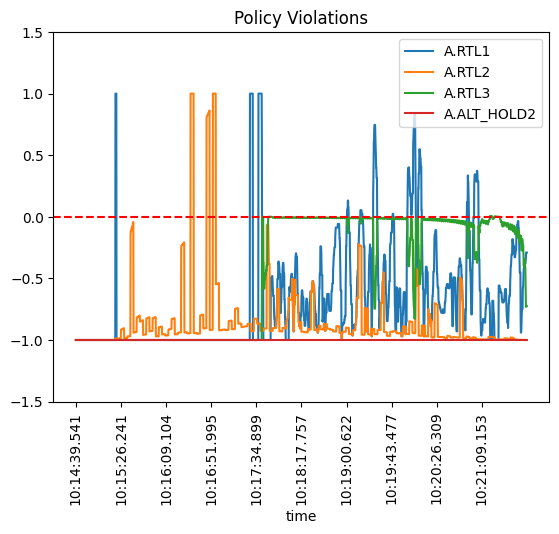 Policy Violations
A.RTL1
A.RTL2
A.RTL3
A.ALT_HOLD2
1.5
1.0
0.5
0.0
−0.5
−1.0
−1.5
10:14:39.541
10:15:26.241
10:16:09.104
10:16:51.995
10:17:34.899
10:18:17.757
10:19:00.622
10:19:43.477
10:20:26.309
10:21:09.153
time